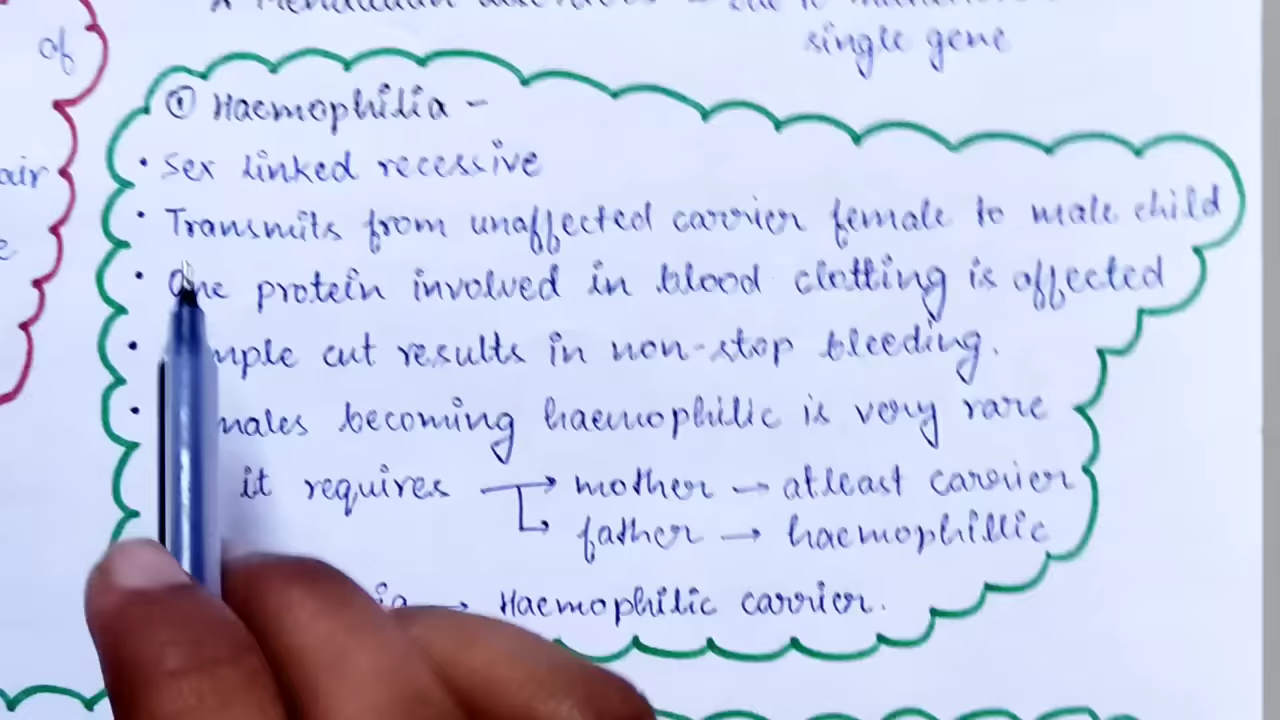 single gene
of
① Haemophilia -
• Sex linked recessive
air
• Transmits from unaffected carrier female to male child
e
• One protein involved in blood clotting is affected
• mple cut results in non-stop bleeding.
• males becoming haemophilic is very rare
it requires → mother → atleast carrier
↳ father → haemophillic
ia → Haemophilic carrier.